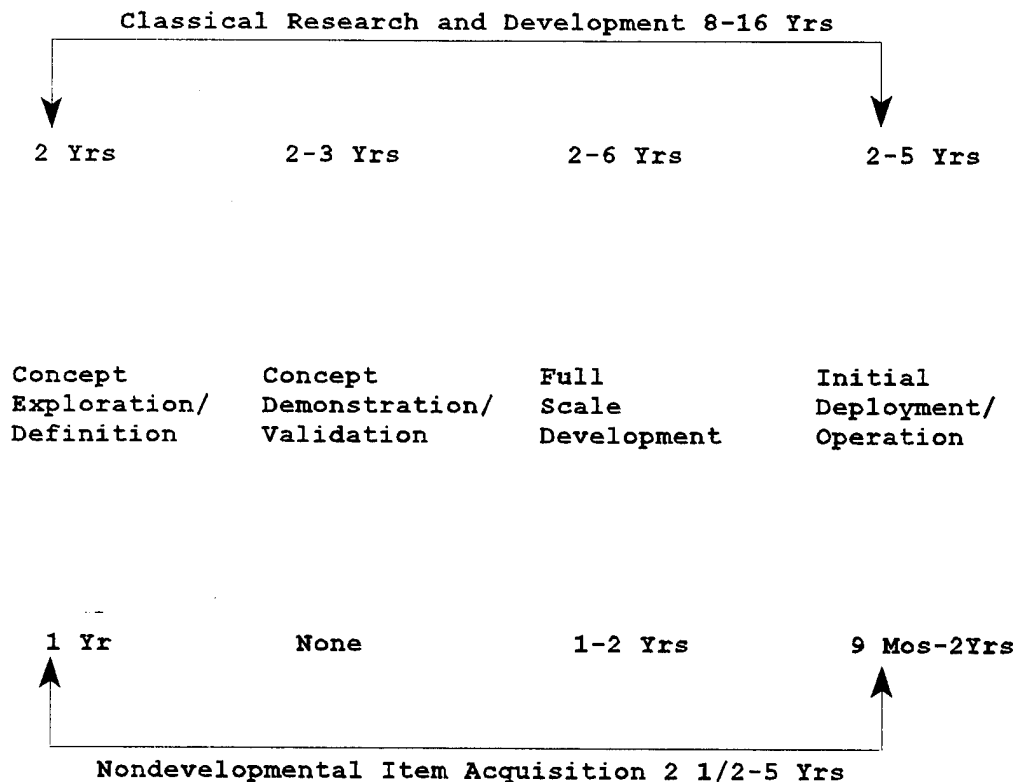 Classical Research and Development 8-16 Yrs
2 Yrs 2-3 Yrs 2-6 Yrs 2-5 Yrs
Concept Concept Full Initial
Exploration/ Demonstration/ Scale Deployment/
Definition Validation Development Operation
1 Yr None 1-2 Yrs 9 Mos-2Yrs
Nondevelopmental Item Acquisition 2 1/2-5 Yrs